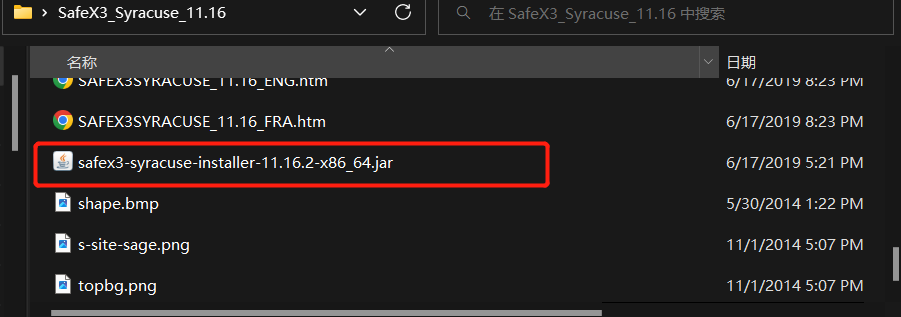 SafeX3_Syracuse_11.16
在 SafeX3_Syracuse_11.16 中搜索
名称 日期
SAFEX3SYRACUSE_11.16_ENG.htm 6/17/2019 8:23 PM
SAFEX3SYRACUSE_11.16_FRA.htm 6/17/2019 8:23 PM
safex3-syracuse-installer-11.16.2-x86_64.jar 6/17/2019 5:21 PM
shape.bmp 5/30/2014 1:22 PM
s-site-sage.png 11/1/2014 5:07 PM
topbg.png 11/1/2014 5:07 PM